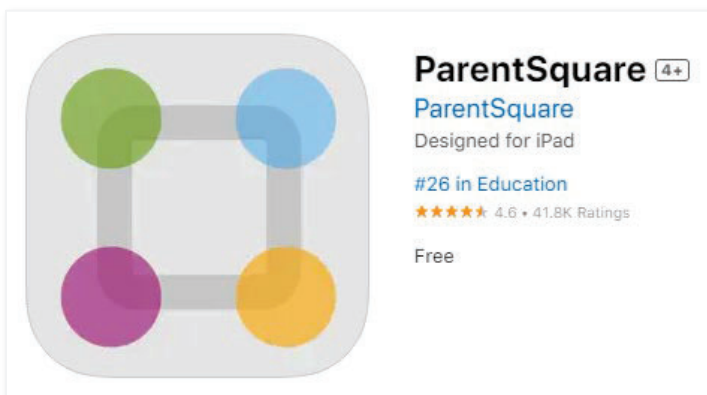 ParentSquare 4+
ParentSquare
Designed for iPad
#26 in Education
4.6 • 41.8K Ratings
Free